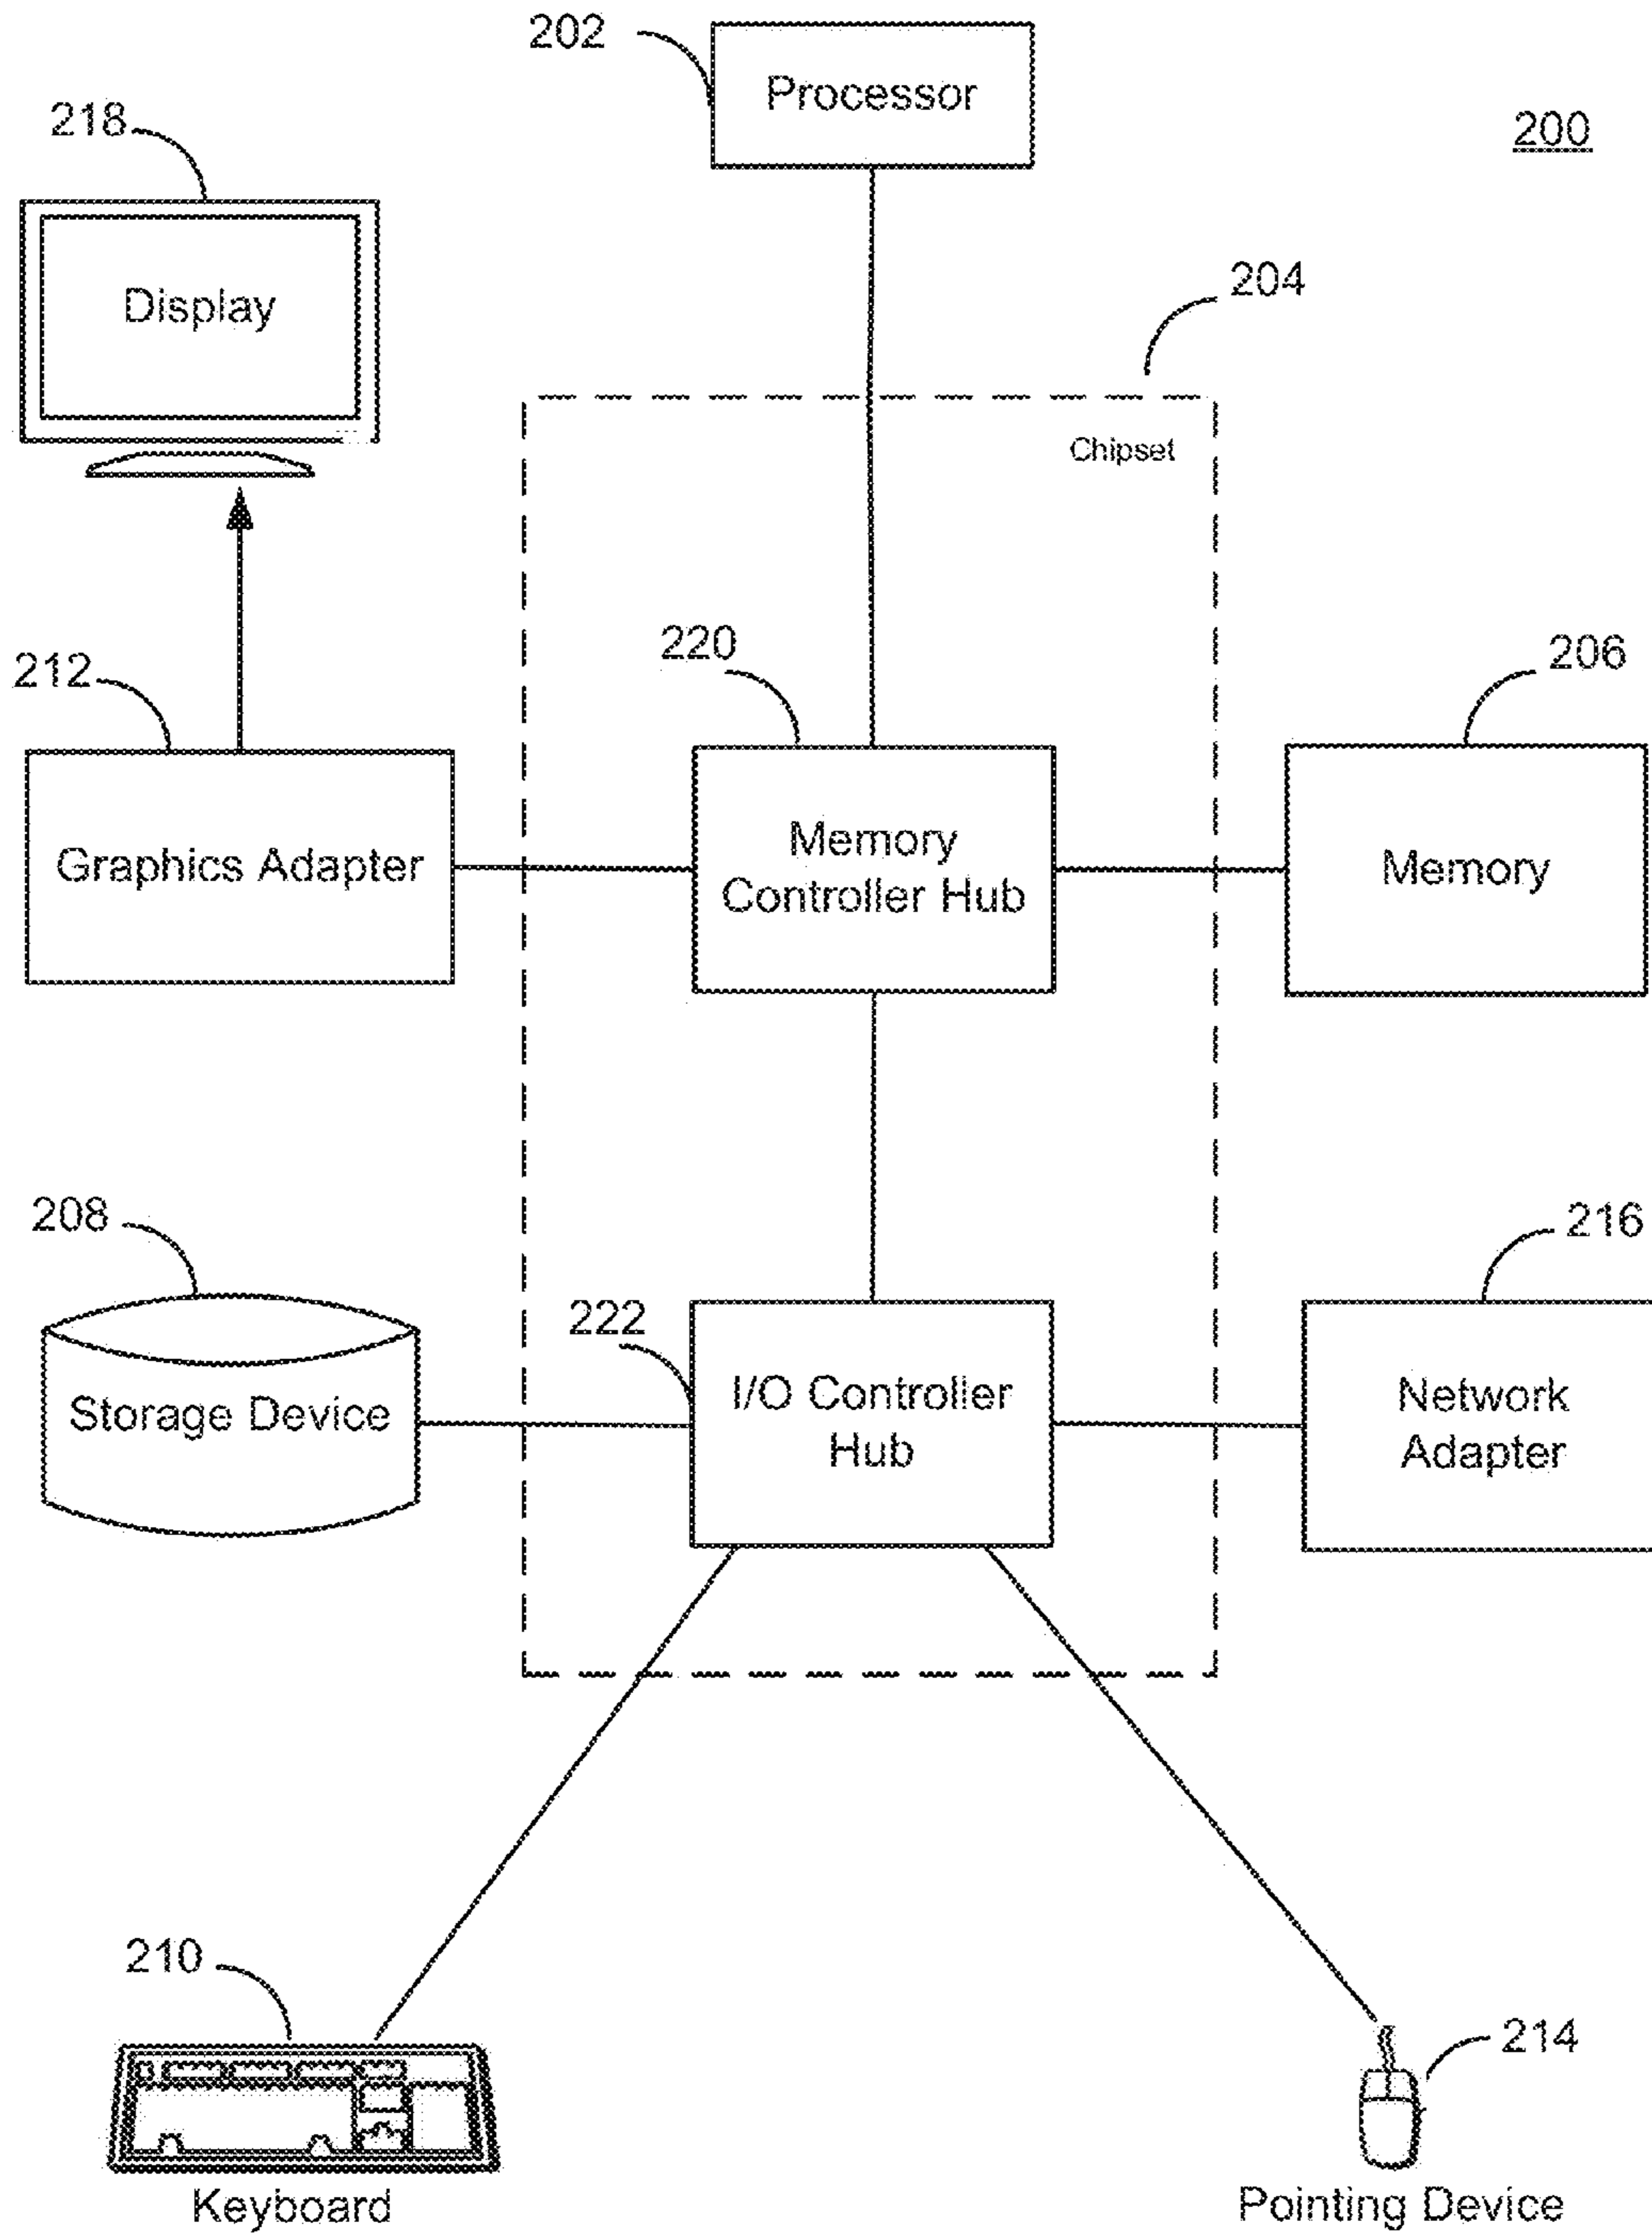 202
Processor
200
218
Display
204
Chipset
220
206
212
Memory
Controller Hub
Graphics Adapter
Memory
208
216
222
I/O Controller
Hub
Storage Device
Network
Adapter
210
214
Keyboard
Pointing Device